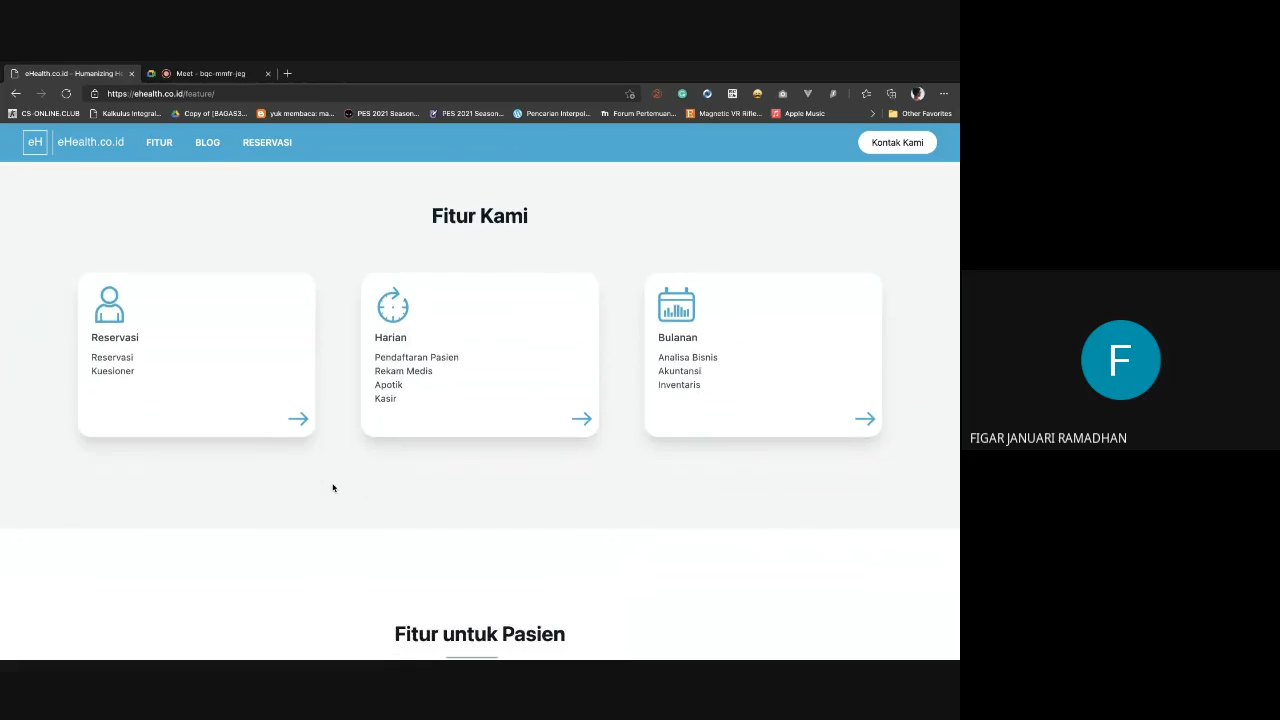 eHealth.co.id - Humanizing H
Meet - bqc-mmfr-jeg
https://ehealth.co.id/feature/
CS-ONLINE.CLUB
Kalkulus Integral...
Copy of [BAGAS3...
yuk membaca: ma...
PES 2021 Season...
PES 2021 Season...
Pencarian Interpol...
Forum Pertemuan...
Magnetic VR Rifle...
Apple Music
Other Favorites
eH eHealth.co.id
FITUR
BLOG
RESERVASI
Kontak Kami
Fitur Kami
Reservasi
Reservasi
Kuesioner
Harian
Pendaftaran Pasien
Rekam Medis
Apotik
Kasir
Bulanan
Analisa Bisnis
Akuntansi
Inventaris
Fitur untuk Pasien
F
FIGAR JANUARI RAMADHAN